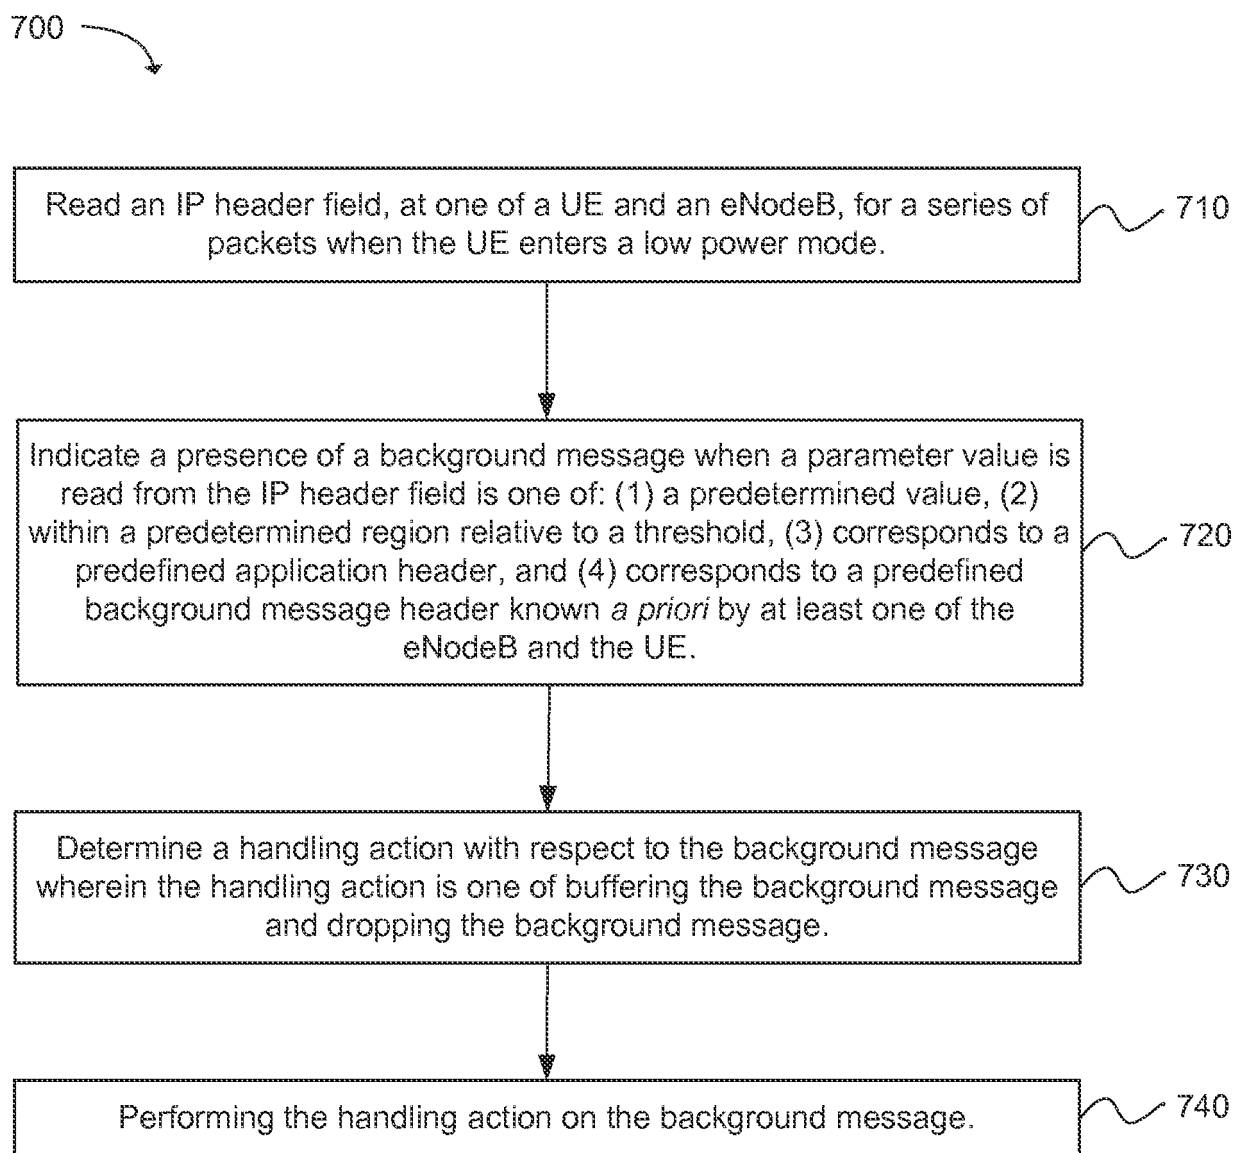 700
Read an IP header field, at one of a UE and an eNodeB, for a series of
packets when the UE enters a low power mode.
710
Indicate a presence of a background message when a parameter value is
read from the IP header field is one of: (1) a predetermined value, (2)
within a predetermined region relative to a threshold, (3) corresponds to a
predefined application header, and (4) corresponds to a predefined
background message header known a priori by at least one of the
eNodeB and the UE.
720
Determine a handling action with respect to the background message
wherein the handling action is one of buffering the background message
and dropping the background message.
730
Performing the handling action on the background message.
740